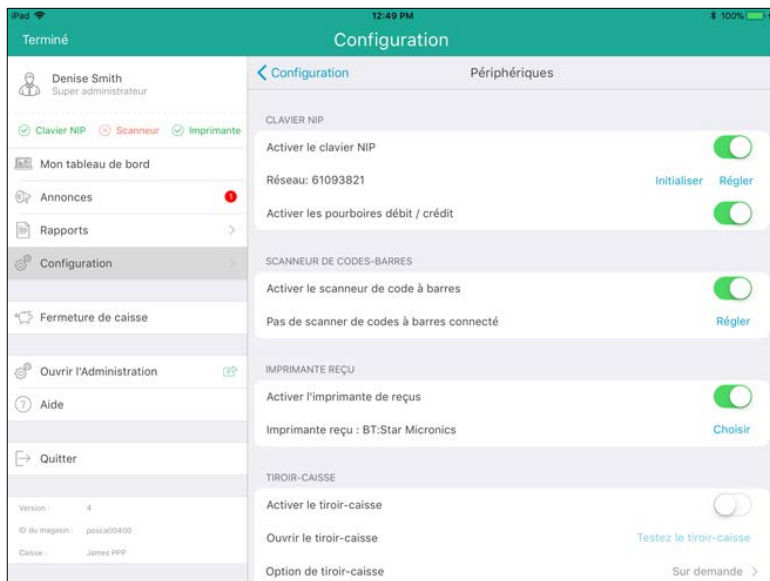 iPad
12:49 PM
100%
Terminé
Configuration
Denise Smith
Super administrateur
Clavier NIP
Scanneur
Imprimante
Mon tableau de bord
Annonces
1
Rapports
Configuration
Fermeture de caisse
Ouvrir l'Administration
Aide
Quitter
Version : 4
ID du magasin : posca00400
Caisse : James PPP
Configuration
Périphériques
CLAVIER NIP
Activer le clavier NIP
Réseau: 61093821 Initialiser Régler
Activer les pourboires débit / crédit
SCANNEUR DE CODES-BARRES
Activer le scanneur de code à barres
Pas de scanner de codes à barres connecté Régler
IMPRIMANTE REÇU
Activer l'imprimante de reçus
Imprimante reçu : BT:Star Micronics Choisir
TIROIR-CAISSE
Activer le tiroir-caisse
Ouvrir le tiroir-caisse Testez le tiroir-caisse
Option de tiroir-caisse Sur demande